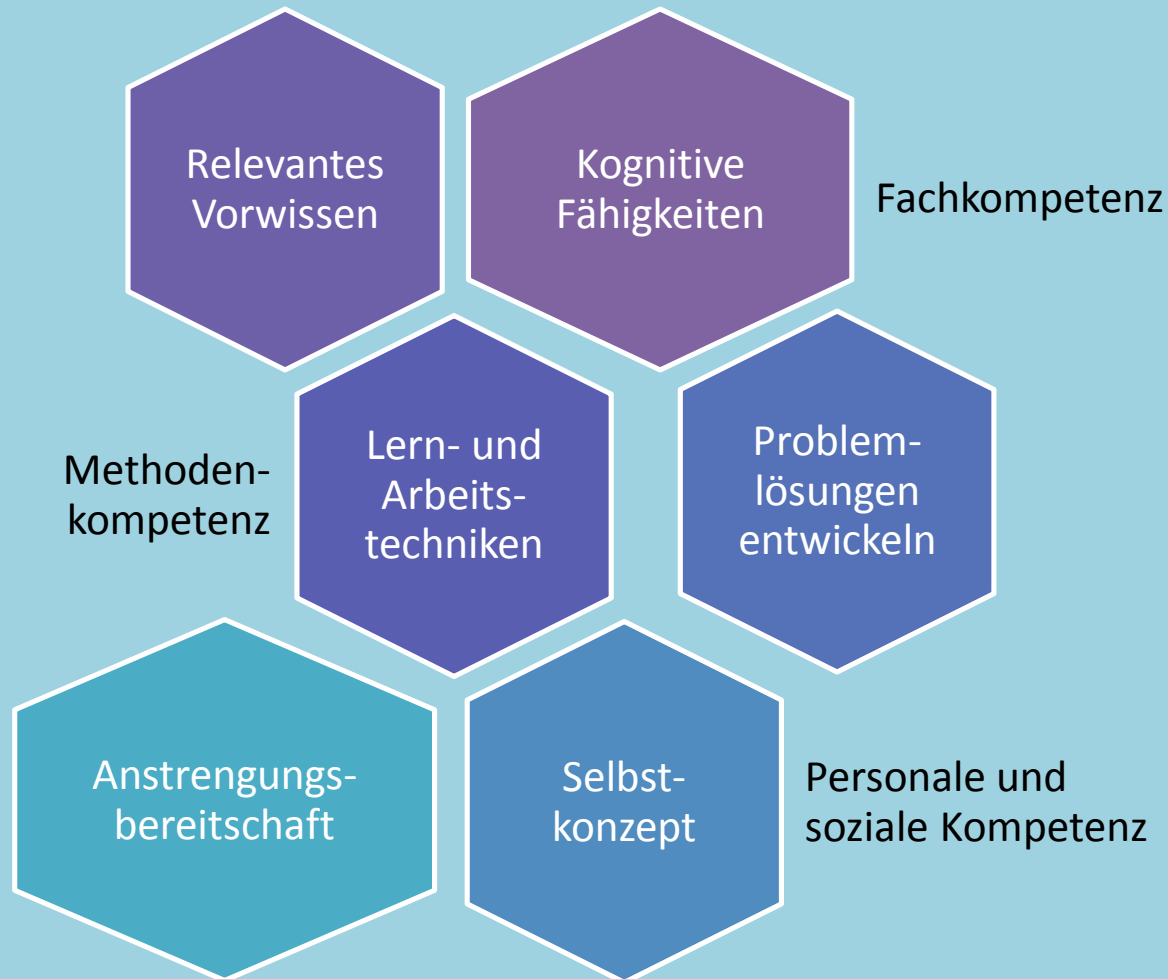 Relevantes
Vorwissen
Kognitive
Fähigkeiten
Fachkompetenz
Methoden-
kompetenz
Lern- und
Arbeits-
techniken
Problem-
lösungen
entwickeln
Anstrengungs-
bereitschaft
Selbst-
konzept
Personale und
soziale Kompetenz